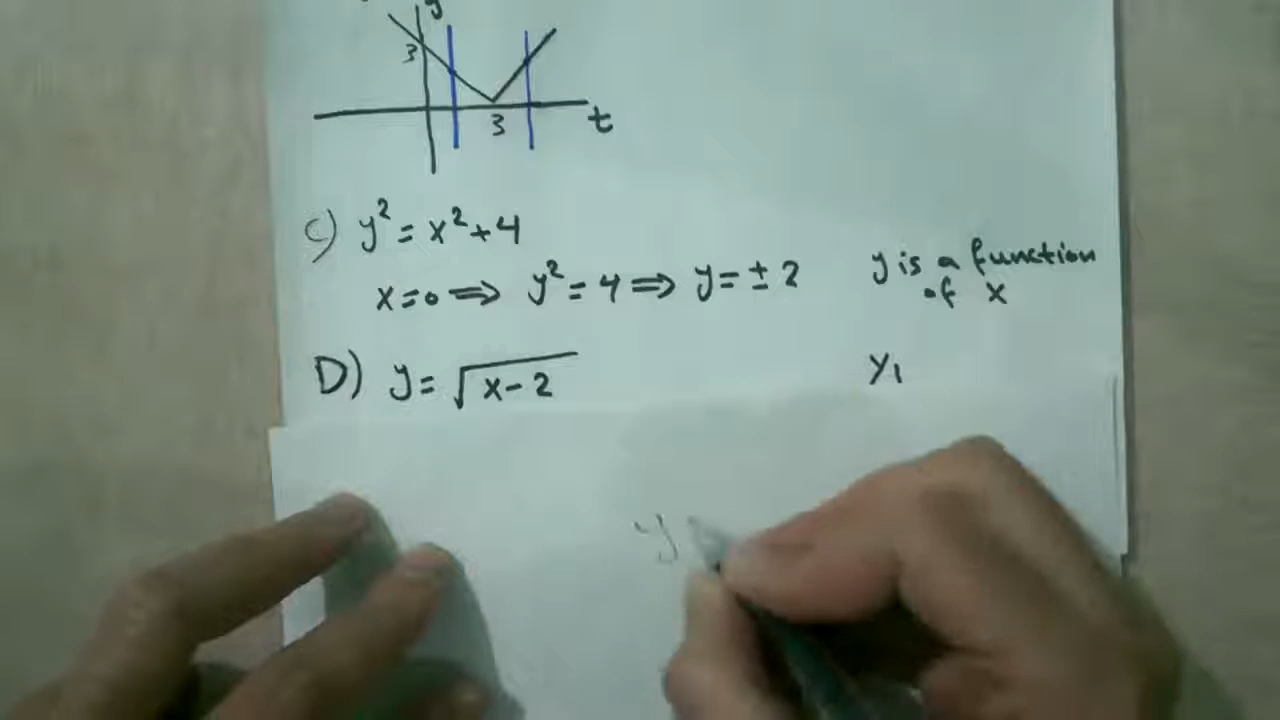 y
3
3
t
C) y² = x² + 4
x = 0 ⟹ y² = 4 ⟹ y = ± 2
y is a function
of x
D) y = √(x - 2)
y₁
y